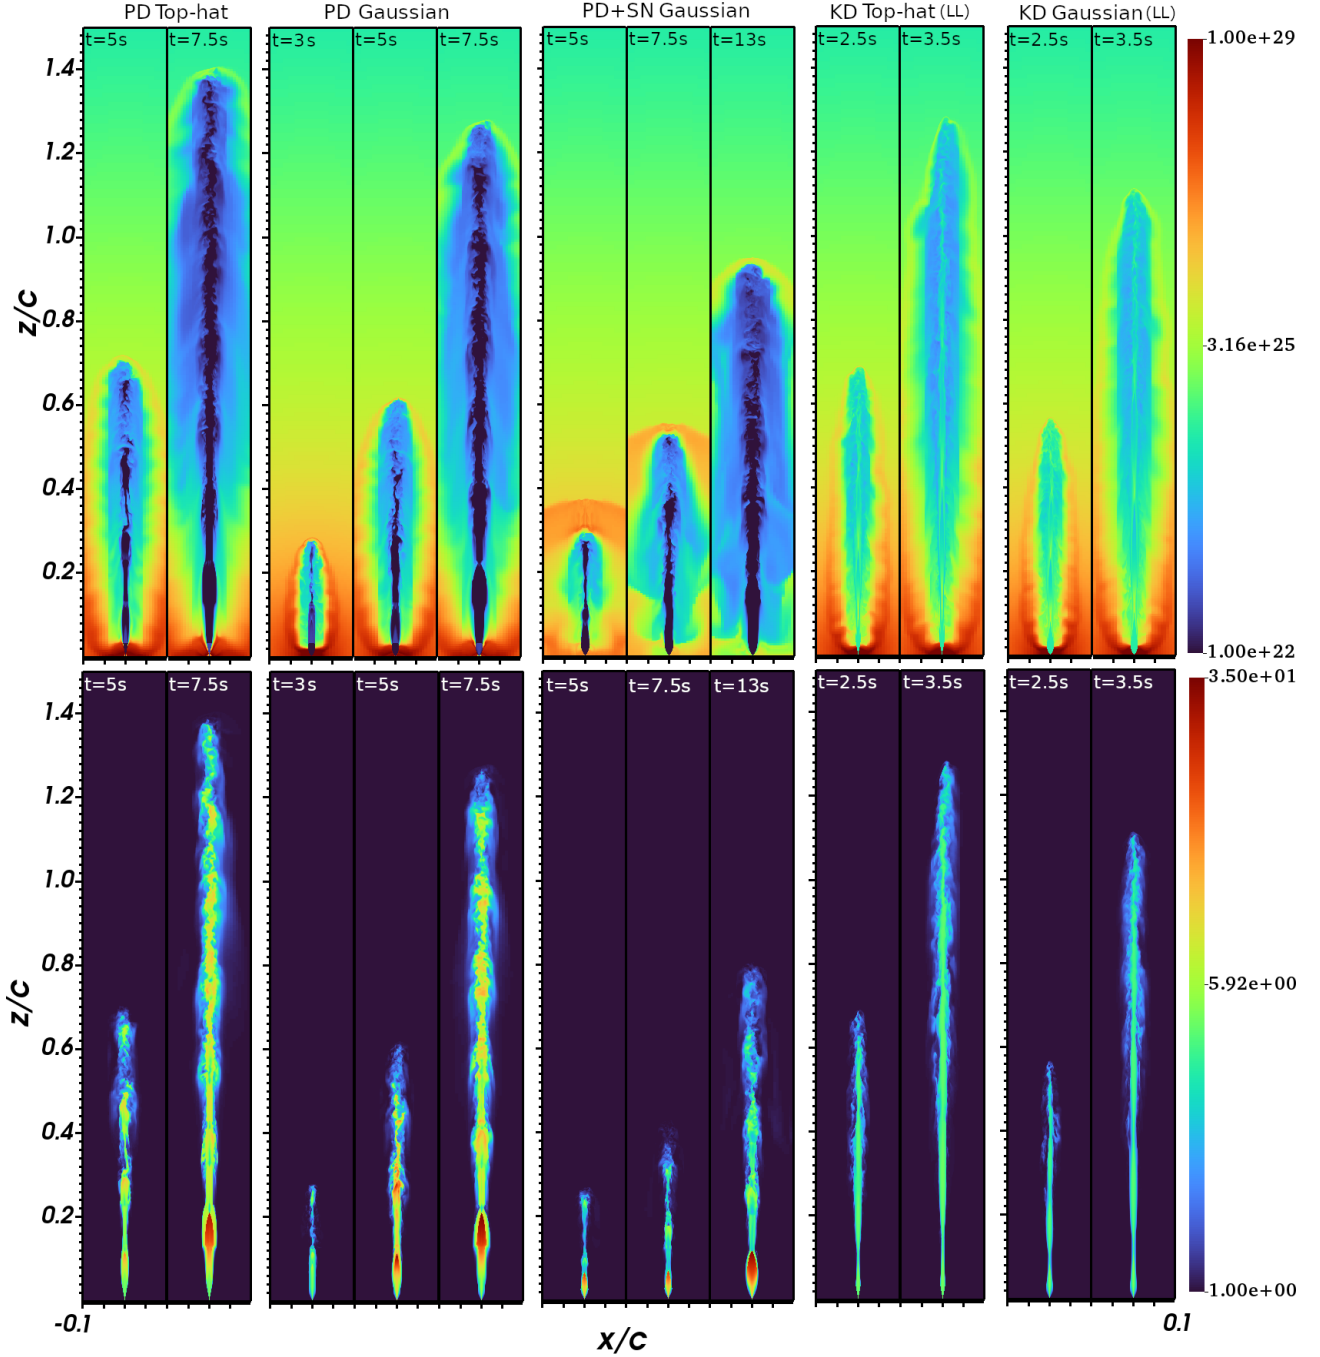 PD Top-hat PD Gaussian PD+SN Gaussian KD Top-hat (LL) KD Gaussian (LL)
t=5s t=7.5s t=3s t=5s t=7.5s t=5s t=7.5s t=13s t=2.5s t=3.5s t=2.5s t=3.5s 1.00e+29
1.4
1.2
1.0
z/c
0.8
3.16e+25
0.6
0.4
0.2
1.00e+22
t=5s t=7.5s t=3s t=5s t=7.5s t=5s t=7.5s t=13s t=2.5s t=3.5s t=2.5s t=3.5s 3.50e+01
1.4
1.2
1.0
z/c
0.8
5.92e+00
0.6
0.4
0.2
1.00e+00
-0.1 x/c 0.1